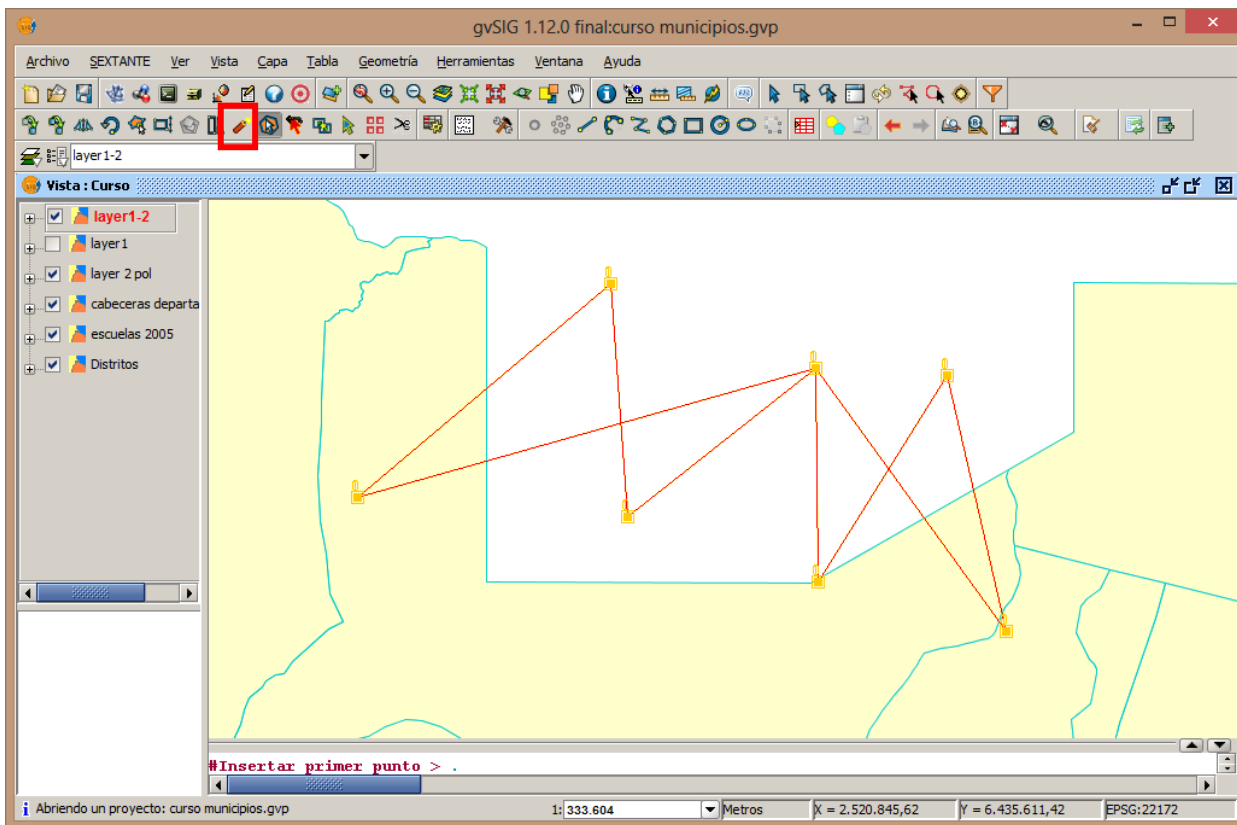 gvSIG 1.12.0 final:curso municipios.gvp
Archivo SEXTANTE Ver Vista Capa Tabla Geometría Herramientas Ventana Ayuda
layer1-2
Vista : Curso
layer1-2
layer1
layer 2 pol
cabeceras departa
escuelas 2005
Distritos
#Insertar primer punto > .
Abriendo un proyecto: curso municipios.gvp
1: 333.604
Metros
X = 2.520.845,62
Y = 6.435.611,42
EPSG:22172